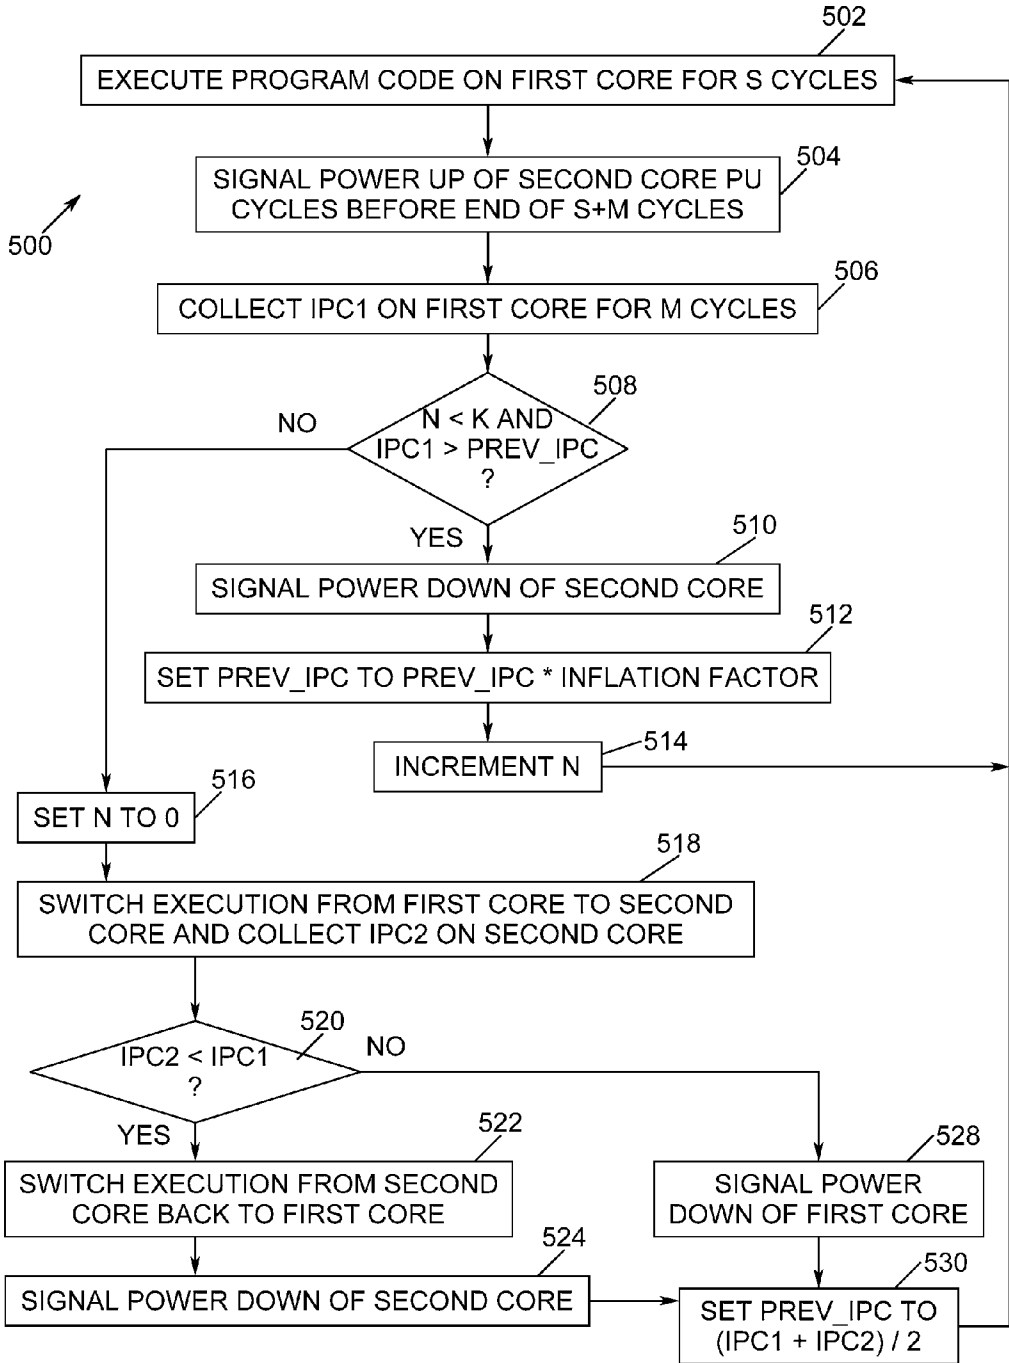 502
EXECUTE PROGRAM CODE ON FIRST CORE FOR S CYCLES
504
SIGNAL POWER UP OF SECOND CORE PU
CYCLES BEFORE END OF S+M CYCLES
500
506
COLLECT IPC1 ON FIRST CORE FOR M CYCLES
508
NO
N < K AND
IPC1 > PREV_IPC
?
YES
510
SIGNAL POWER DOWN OF SECOND CORE
512
SET PREV_IPC TO PREV_IPC * INFLATION FACTOR
514
INCREMENT N
516
SET N TO 0
518
SWITCH EXECUTION FROM FIRST CORE TO SECOND
CORE AND COLLECT IPC2 ON SECOND CORE
520
IPC2 < IPC1
?
NO
YES
522
SWITCH EXECUTION FROM SECOND
CORE BACK TO FIRST CORE
528
SIGNAL POWER
DOWN OF FIRST CORE
524
SIGNAL POWER DOWN OF SECOND CORE
530
SET PREV_IPC TO
(IPC1 + IPC2) / 2